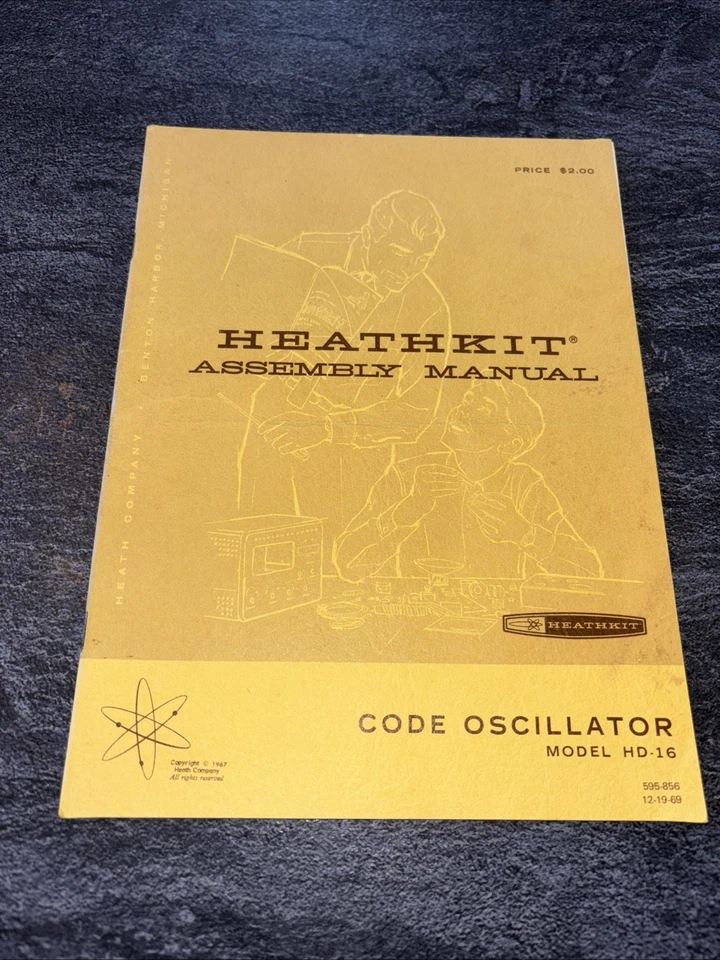 PRICE $2.00
HEATH COMPANY • BENTON HARBOR, MICHIGAN
HEATHKIT®
ASSEMBLY MANUAL
HEATHKIT
CODE OSCILLATOR
MODEL HD-16
Copyright © 1967
Heath Company
All rights reserved
595-856
12-19-69